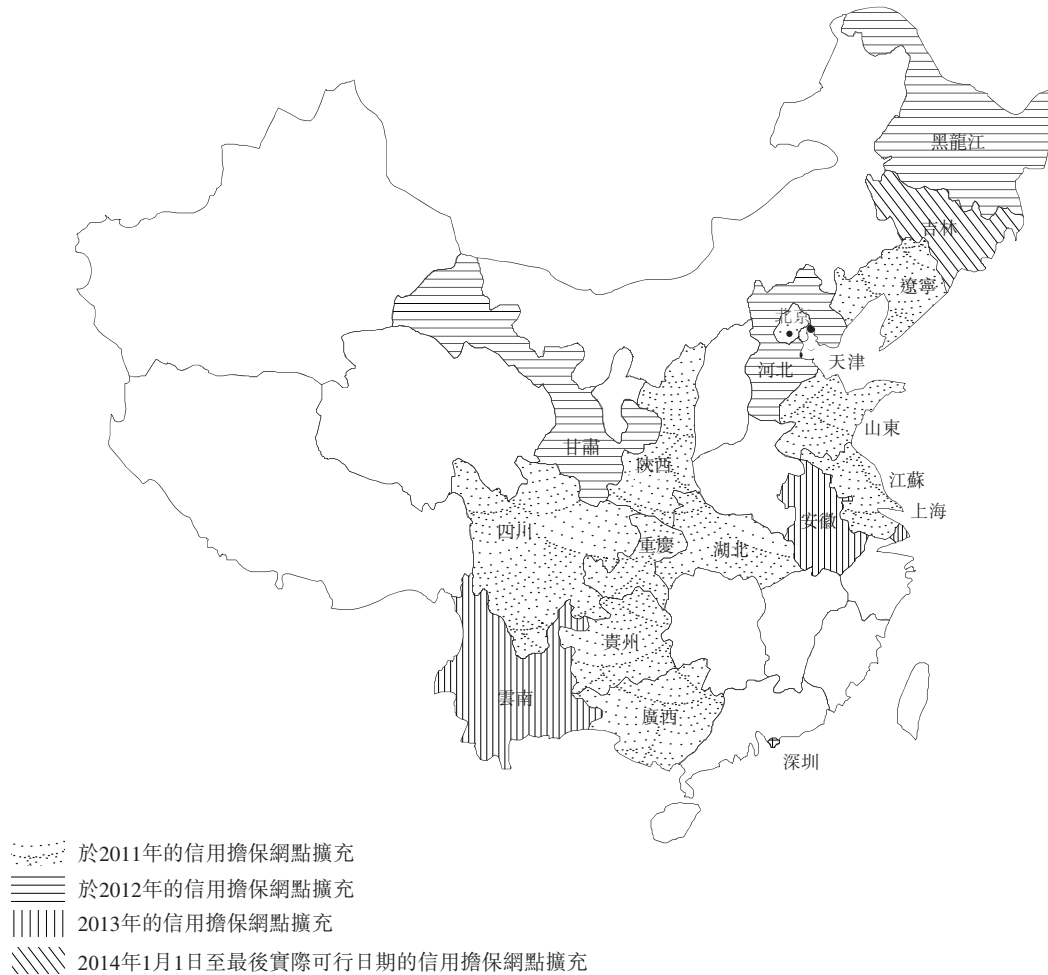 黑龍江
吉林
遼寧
北京
天津
河北
山東
甘肅
陝西
江蘇
上海
安徽
四川
重慶
湖北
貴州
雲南
廣西
深圳
於2011年的信用擔保網點擴充
於2012年的信用擔保網點擴充
2013年的信用擔保網點擴充
2014年1月1日至最後實際可行日期的信用擔保網點擴充